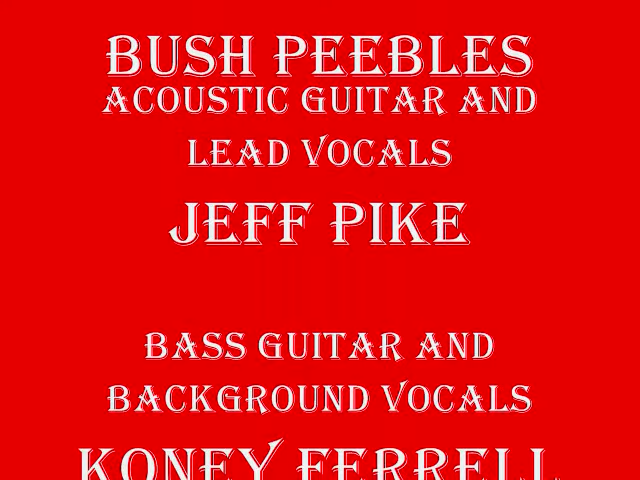 BUSH PEEBLES
ACOUSTIC GUITAR AND
LEAD VOCALS
JEFF PIKE
BASS GUITAR AND
BACKGROUND VOCALS
KONEY FERRELL